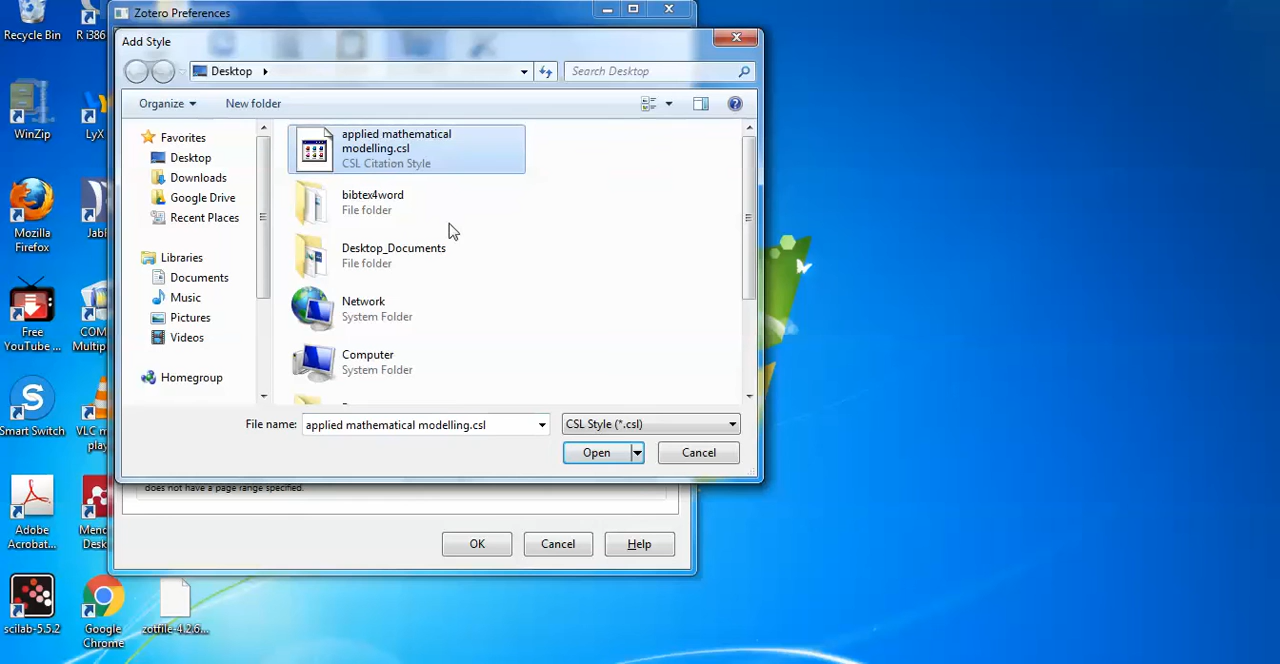 Recycle Bin
R i386
WinZip
LyX
Mozilla
Firefox
Free
YouTube ...
Smart Switch
VLC m
play
Adobe
Acrobat...
Desk
scilab-5.5.2
Google
Chrome
zotfile-4.2.6...
Zotero Preferences
Add Style
Desktop
Search Desktop
Organize
New folder
Favorites
Desktop
Downloads
Google Drive
Recent Places
Libraries
Documents
Music
Pictures
Videos
Homegroup
applied mathematical
modelling.csl
CSL Citation Style
bibtex4word
File folder
Desktop_Documents
File folder
Network
System Folder
Computer
System Folder
File name:
applied mathematical modelling.csl
CSL Style (*.csl)
Open
Cancel
does not have a page range specified.
OK
Cancel
Help